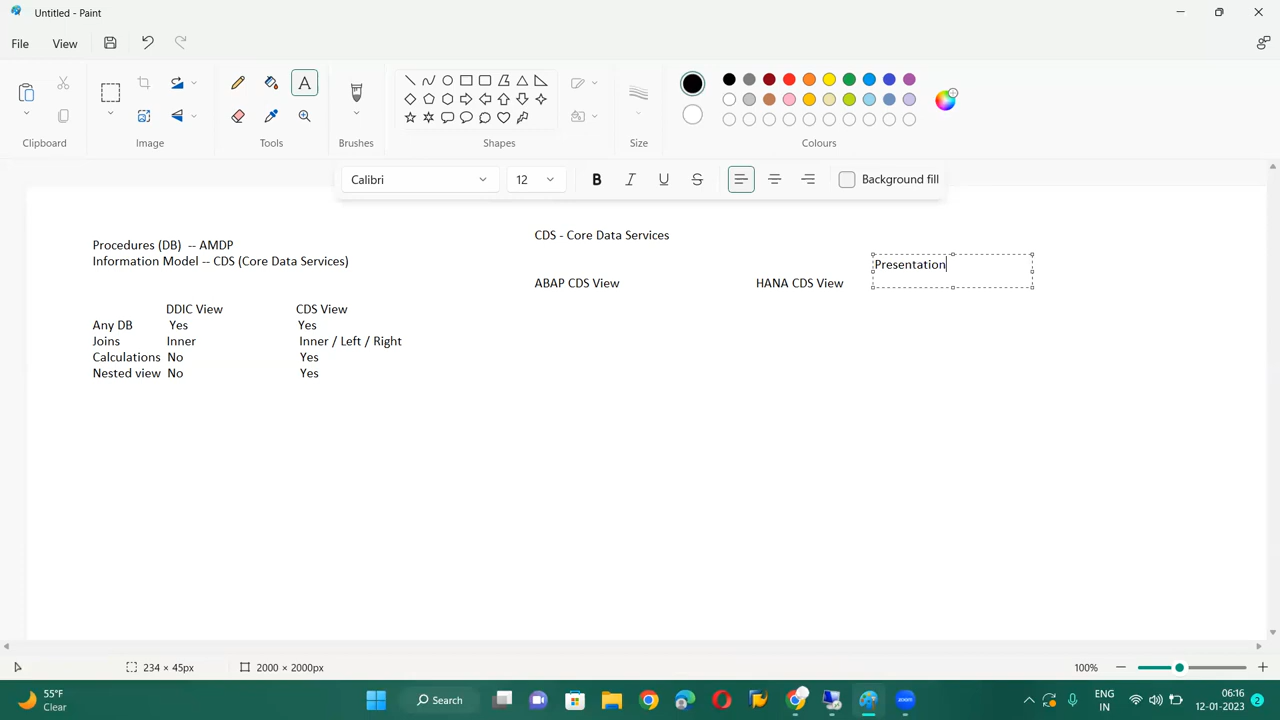 Untitled - Paint
File View
Clipboard Image Tools Brushes Shapes Size Colours
Calibri 12 B I U S Background fill
CDS - Core Data Services
Procedures (DB) -- AMDP
Information Model -- CDS (Core Data Services)
Presentation
ABAP CDS View HANA CDS View
DDIC View CDS View
Any DB Yes Yes
Joins Inner Inner / Left / Right
Calculations No Yes
Nested view No Yes
234 × 45px 2000 × 2000px 100%
55°F
Clear
Search
ENG
IN
06:16
12-01-2023
2